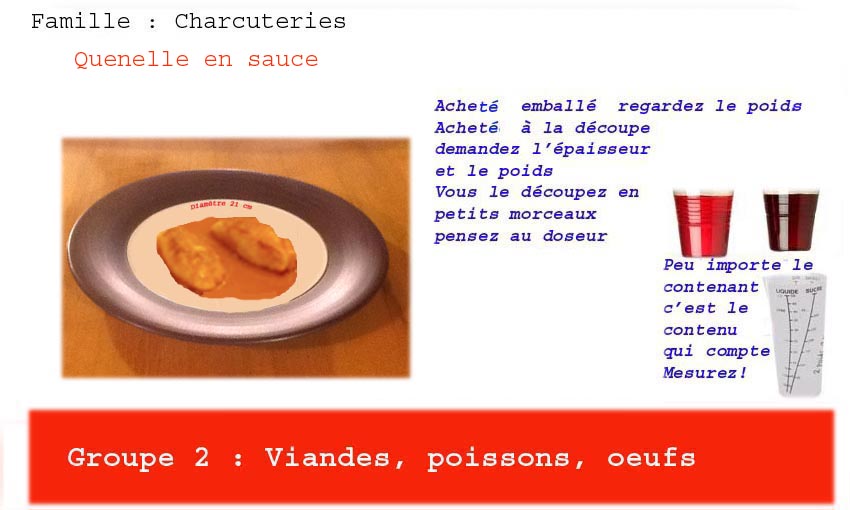 Famille : Charcuteries
Quenelle en sauce
Acheté emballé regardez le poids
Acheté à la découpe
demandez l'épaisseur
et le poids
Vous le découpez en
petits morceaux
pensez au doseur
Diamètre 21 cm
Peu importe le
contenant
c'est le
contenu
qui compte
Mesurez!
LIQUIDE SUCRE
Groupe 2 : Viandes, poissons, oeufs